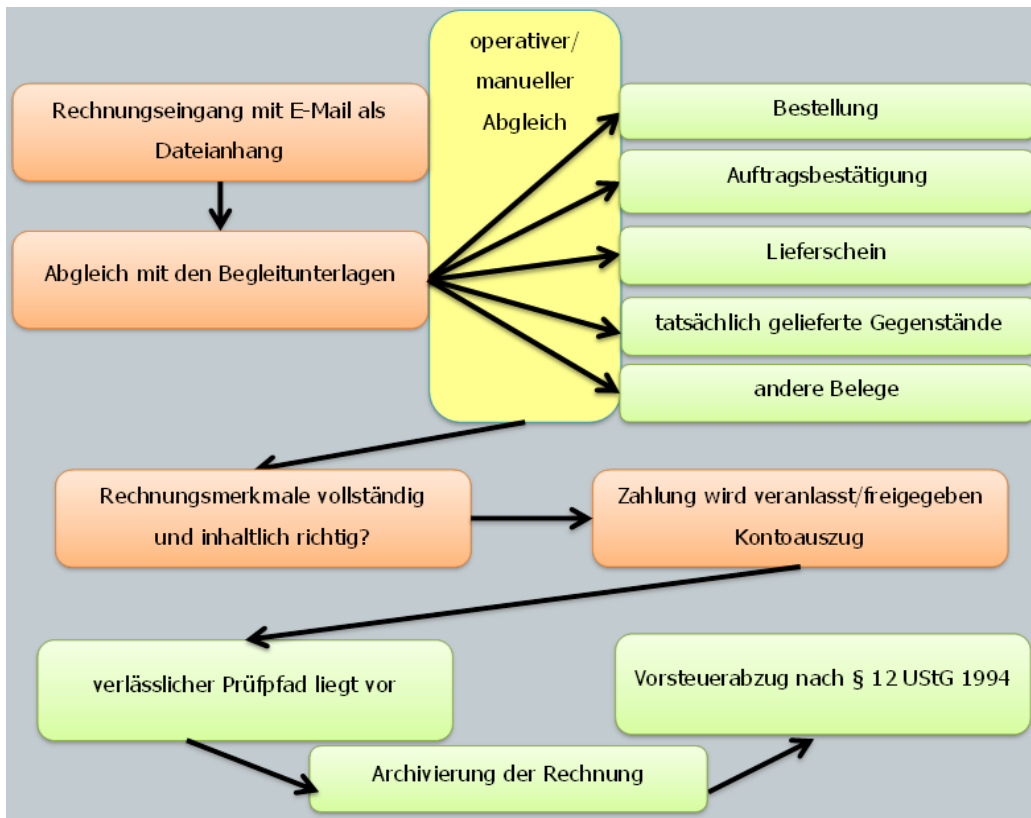 operativer/
manueller
Abgleich
Rechnungseingang mit E-Mail als
Dateianhang
Abgleich mit den Begleitunterlagen
Bestellung
Auftragsbestätigung
Lieferschein
tatsächlich gelieferte Gegenstände
andere Belege
Rechnungsmerkmale vollständig
und inhaltlich richtig?
Zahlung wird veranlasst/freigegeben
Kontoauszug
verlässlicher Prüfpfad liegt vor
Vorsteuerabzug nach § 12 UStG 1994
Archivierung der Rechnung